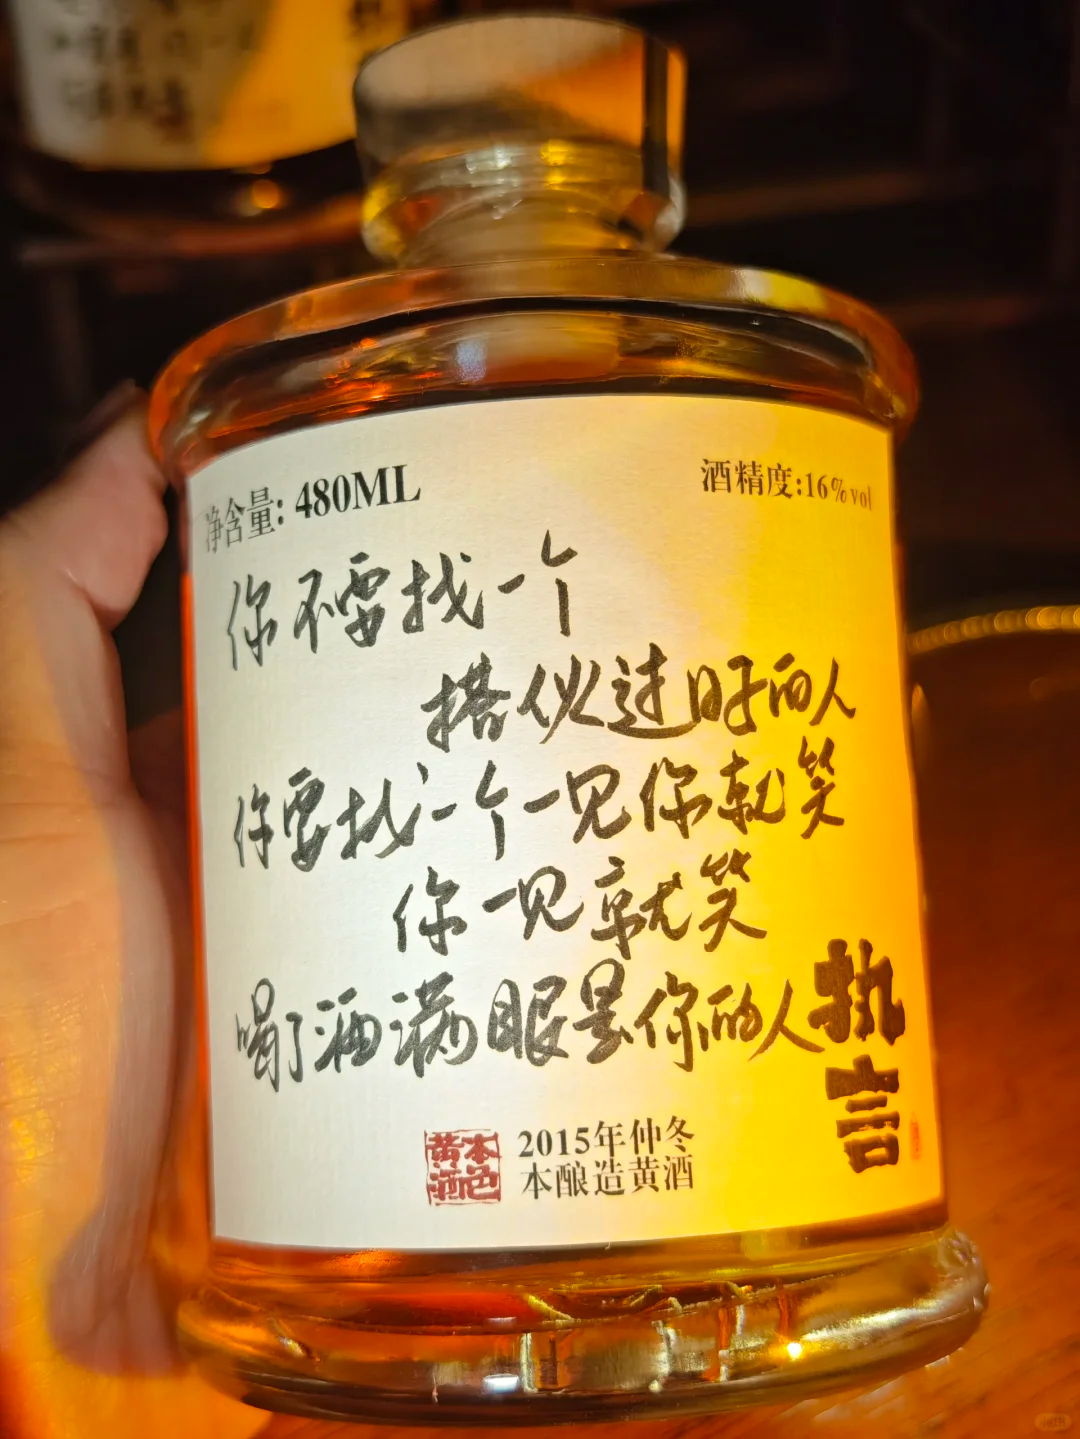 净含量: 480ML
酒精度:16%vol
你不要找一个
搭伙过日子的人
你要找一个一见你就笑
你一见就笑
喝了酒满眼是你的人
执言
本色黄酒
2015年仲冬
本酿造黄酒